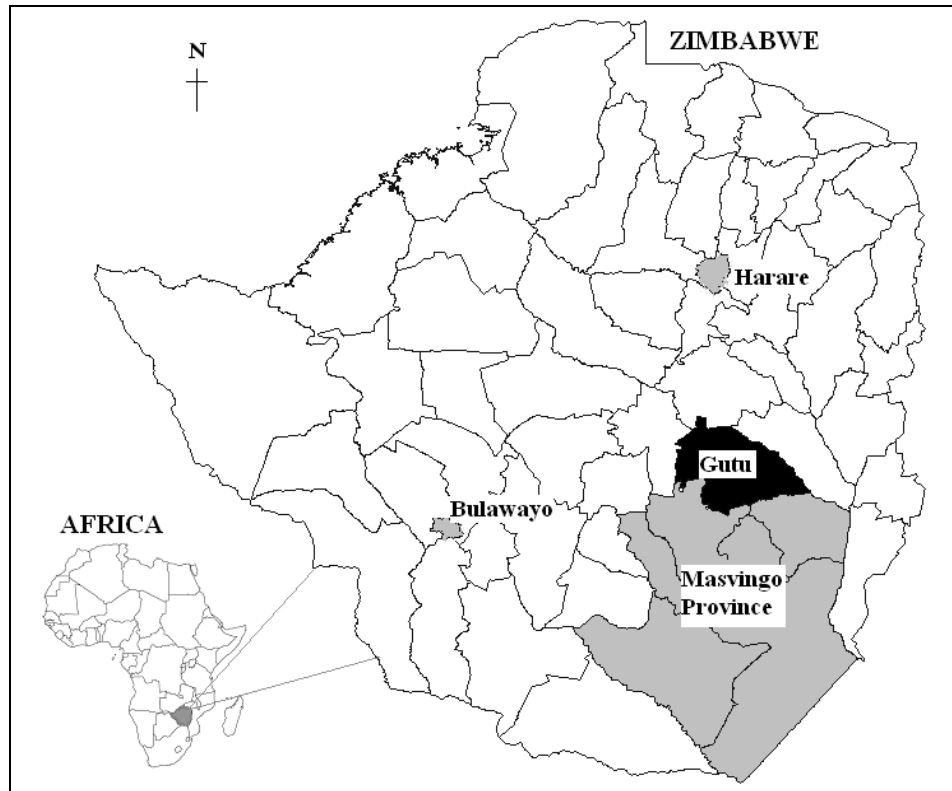 ZIMBABWE
N
Harare
Gutu
Bulawayo
AFRICA
Masvingo
Province